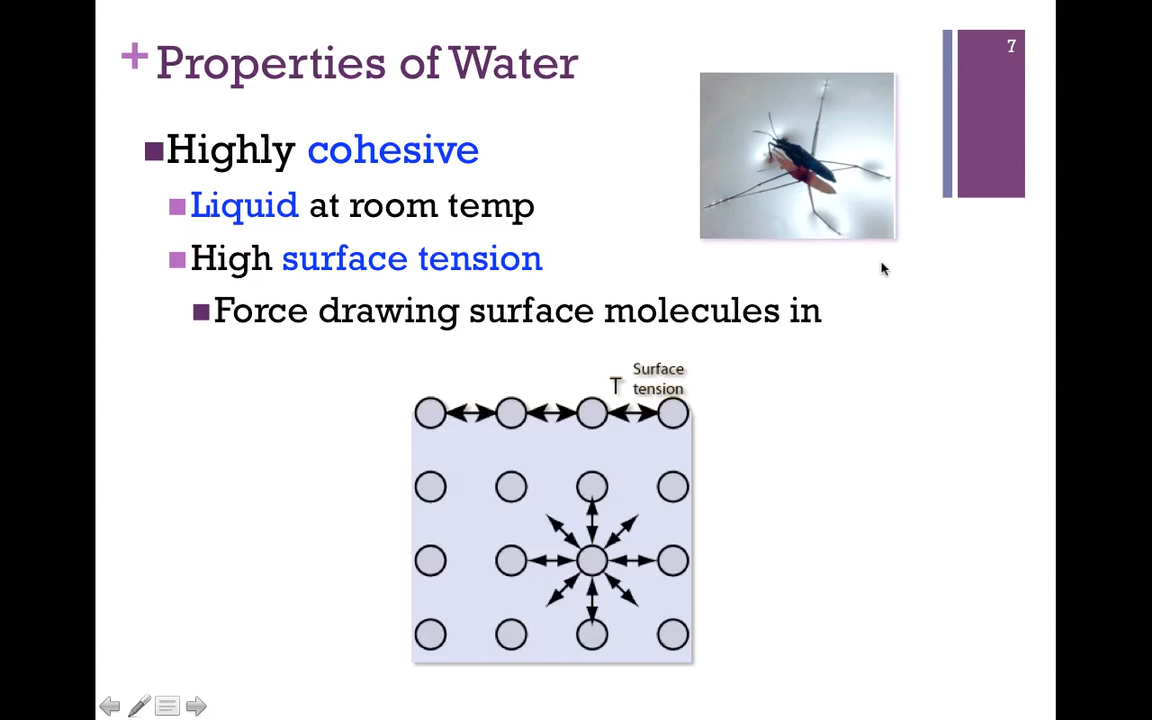 + Properties of Water
7
Highly cohesive
Liquid at room temp
High surface tension
Force drawing surface molecules in
T Surface
tension